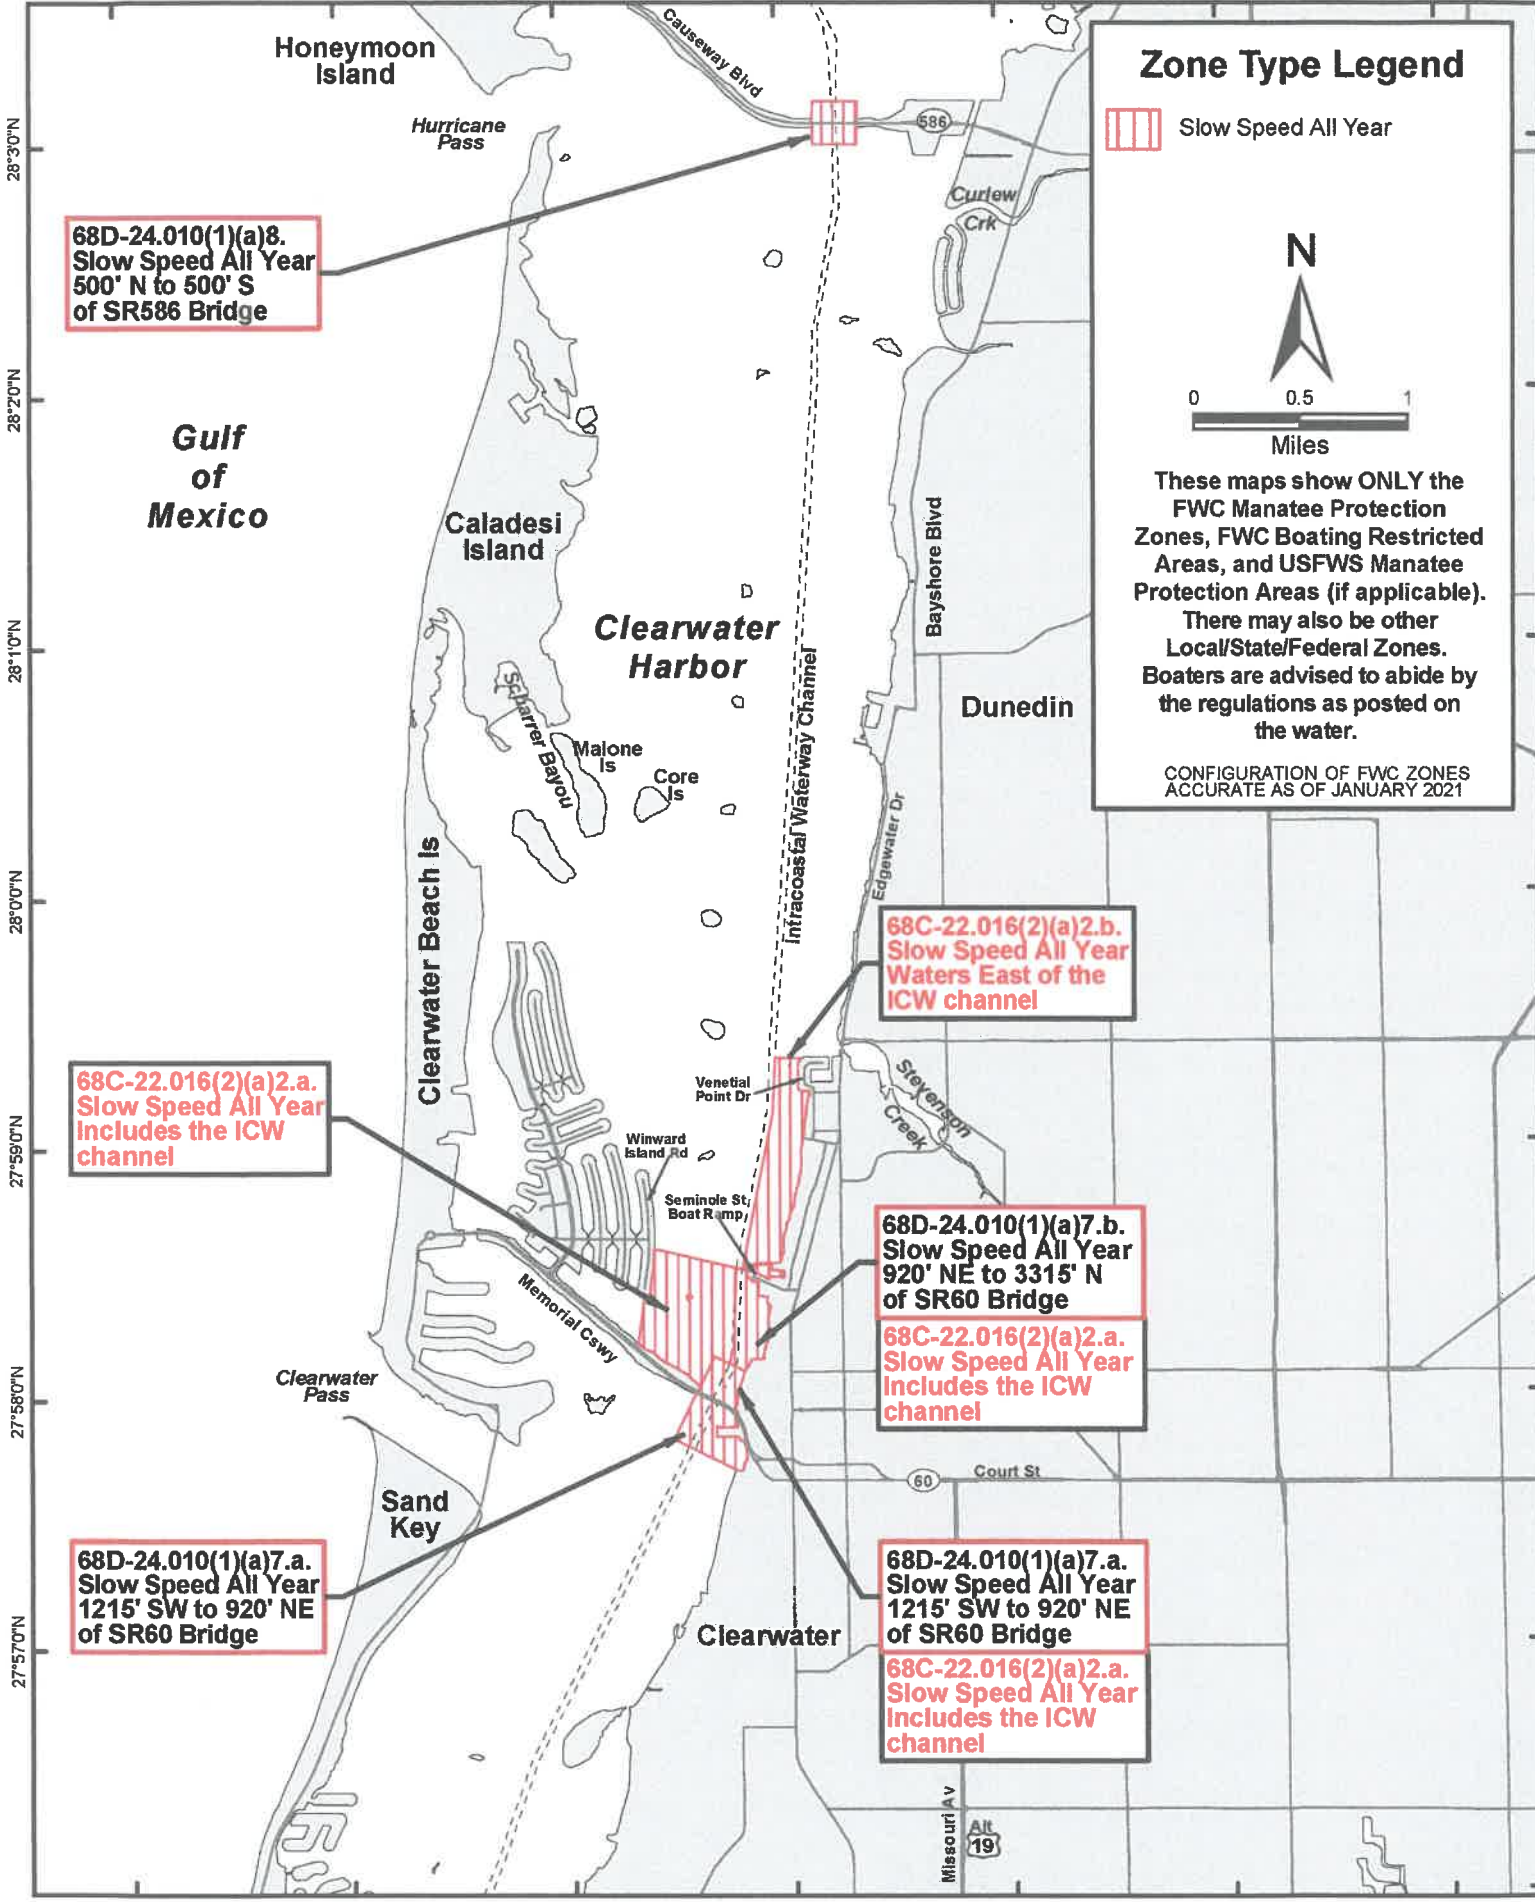 Honeymoon
Island
Causeway Blvd
Hurricane
Pass
586
Curlew
Crk
Zone Type Legend
Slow Speed All Year
N
0 0.5 1
Miles
These maps show ONLY the
FWC Manatee Protection
Zones, FWC Boating Restricted
Areas, and USFWS Manatee
Protection Areas (if applicable).
There may also be other
Local/State/Federal Zones.
Boaters are advised to abide by
the regulations as posted on
the water.
CONFIGURATION OF FWC ZONES
ACCURATE AS OF JANUARY 2021
28°3'0"N
28°2'0"N
28°1'0"N
28°0'0"N
27°59'0"N
27°58'0"N
27°57'0"N
68D-24.010(1)(a)8.
Slow Speed All Year
500' N to 500' S
of SR586 Bridge
Gulf
of
Mexico
Caladesi
Island
Clearwater
Harbor
Bayshore Blvd
Dunedin
Scharrer Bayou
Malone
Is
Core
Is
Intracoastal Waterway Channel
Edgewater Dr
Clearwater Beach Is
68C-22.016(2)(a)2.b.
Slow Speed All Year
Waters East of the
ICW channel
68C-22.016(2)(a)2.a.
Slow Speed All Year
Includes the ICW
channel
Venetial
Point Dr
Stevenson
Creek
Winward
Island Rd
Seminole St
Boat Ramp
68D-24.010(1)(a)7.b.
Slow Speed All Year
920' NE to 3315' N
of SR60 Bridge
68C-22.016(2)(a)2.a.
Slow Speed All Year
Includes the ICW
channel
Memorial Cswy
Clearwater
Pass
60
Court St
Sand
Key
68D-24.010(1)(a)7.a.
Slow Speed All Year
1215' SW to 920' NE
of SR60 Bridge
68D-24.010(1)(a)7.a.
Slow Speed All Year
1215' SW to 920' NE
of SR60 Bridge
68C-22.016(2)(a)2.a.
Slow Speed All Year
Includes the ICW
channel
Clearwater
Missouri Av
Alt
19